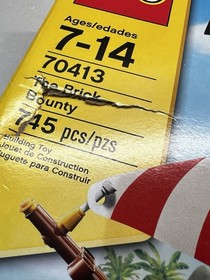 Ages/edades
7-14
70413
The Brick
Bounty
745 pcs/pzs
Building Toy
Jouet de Construction
Juguete para Construir